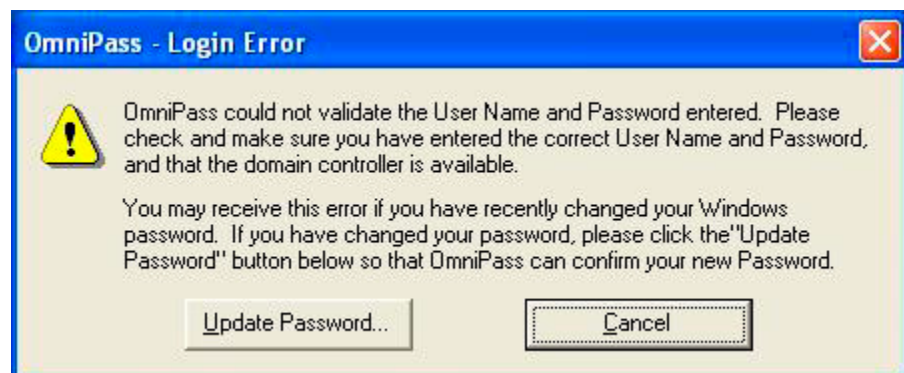 OmniPass - Login Error
OmniPass could not validate the User Name and Password entered. Please
check and make sure you have entered the correct User Name and Password,
and that the domain controller is available.
You may receive this error if you have recently changed your Windows
password. If you have changed your password, please click the"Update
Password" button below so that OmniPass can confirm your new Password.
Update Password... Cancel